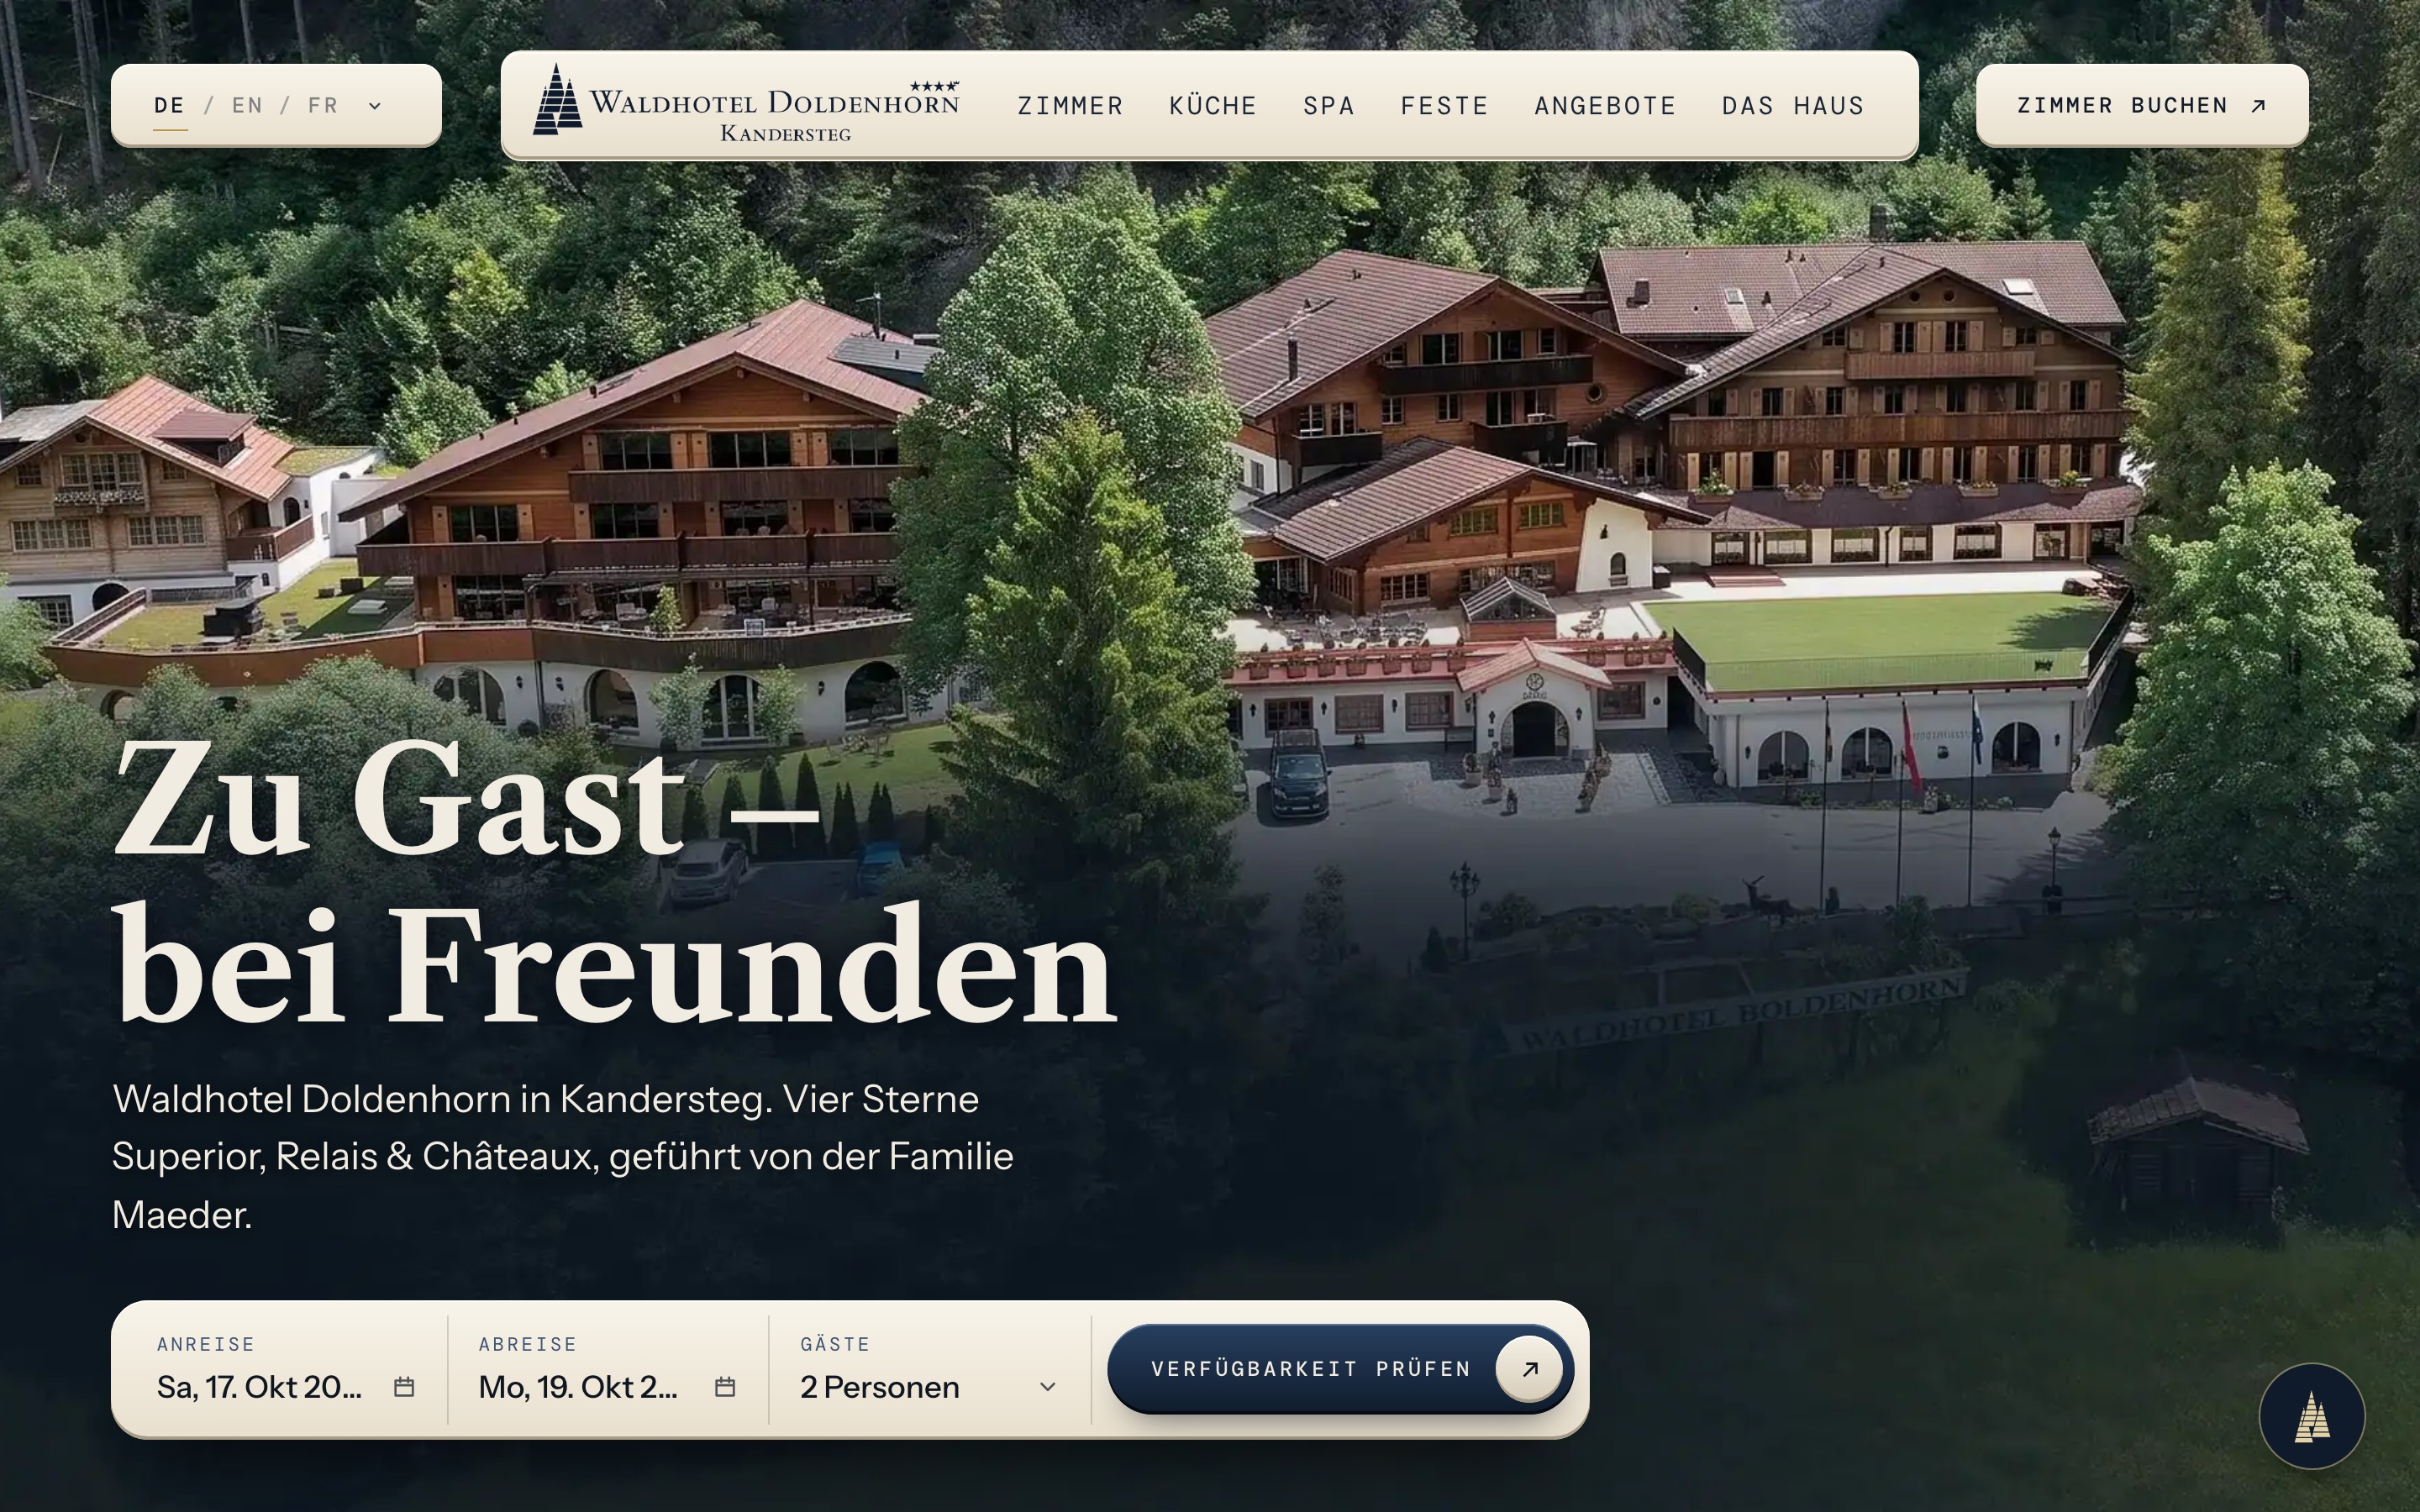 DE / EN / FR
WALDHOTEL DOLDENHORN
KANDERSTEG
ZIMMER KÜCHE SPA FESTE ANGEBOTE DAS HAUS
ZIMMER BUCHEN
Zu Gast –
bei Freunden
WALDHOTEL BOLDENHORN
Waldhotel Doldenhorn in Kandersteg. Vier Sterne
Superior, Relais & Châteaux, geführt von der Familie
Maeder.
ANREISE
Sa, 17. Okt 20...
ABREISE
Mo, 19. Okt 2...
GÄSTE
2 Personen
VERFÜGBARKEIT PRÜFEN